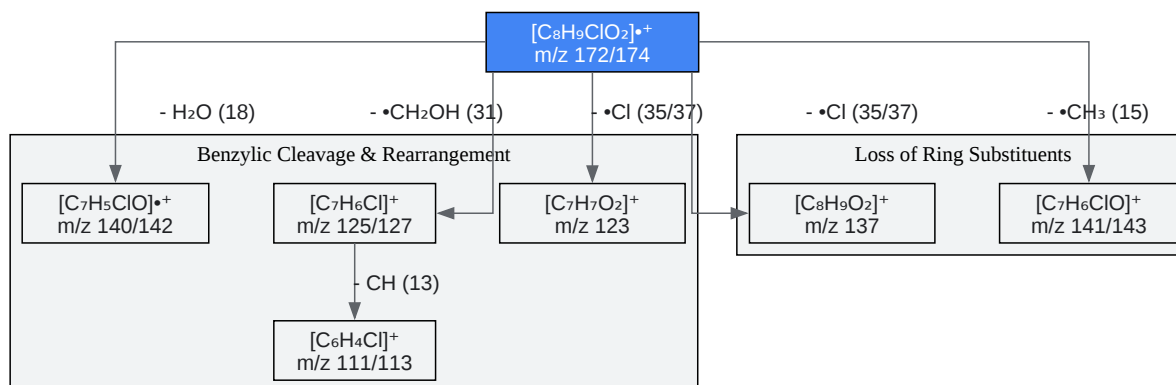 [C₈H₉ClO₂]•⁺
m/z 172/174
- H₂O (18)
- •CH₂OH (31)
- •Cl (35/37)
- •Cl (35/37)
- •CH₃ (15)
Benzylic Cleavage & Rearrangement
Loss of Ring Substituents
[C₇H₅ClO]•⁺
m/z 140/142
[C₇H₆Cl]⁺
m/z 125/127
[C₇H₇O₂]⁺
m/z 123
[C₈H₉O₂]⁺
m/z 137
[C₇H₆ClO]⁺
m/z 141/143
- CH (13)
[C₆H₄Cl]⁺
m/z 111/113